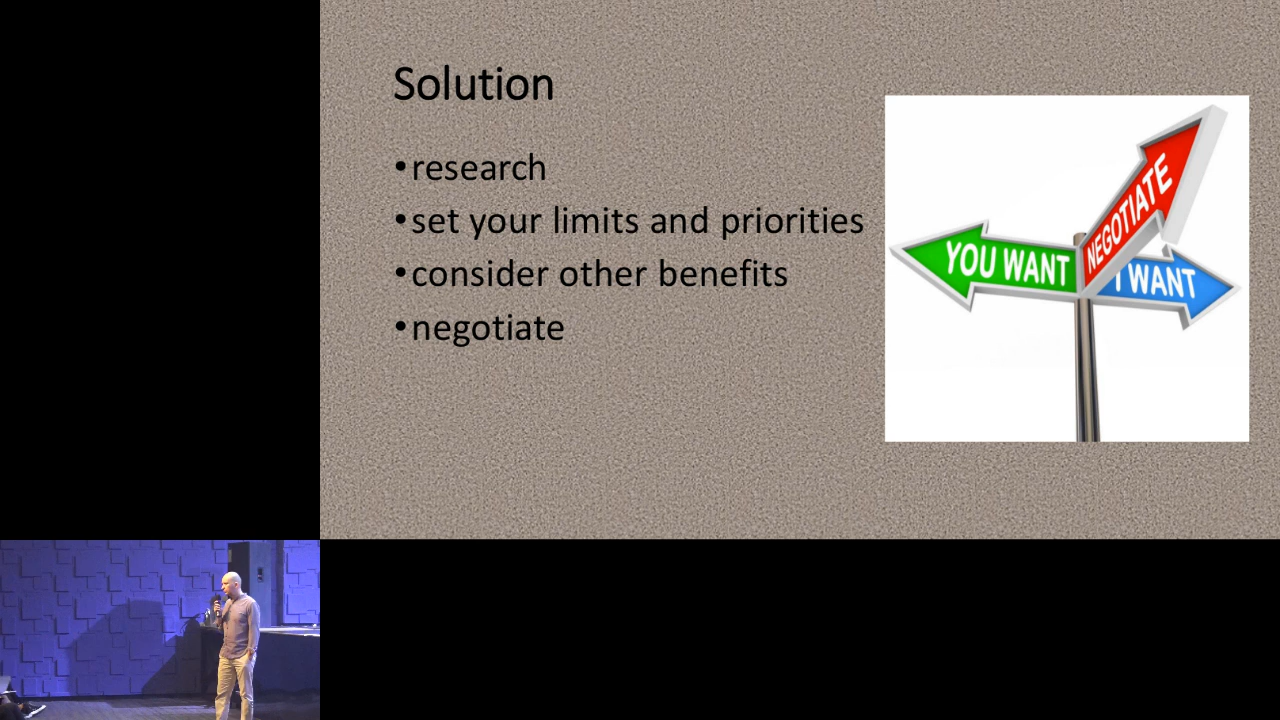 Solution
•research
•set your limits and priorities
•consider other benefits
•negotiate
NEGOTIATE
YOU WANT
I WANT